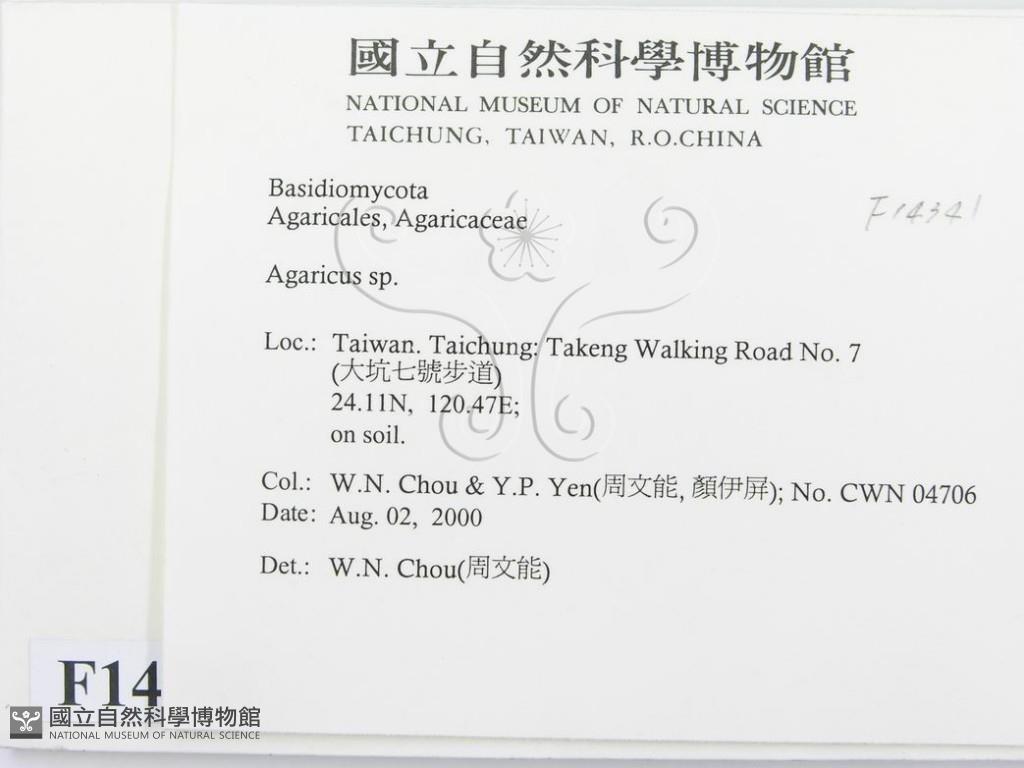 國立自然科學博物館
NATIONAL MUSEUM OF NATURAL SCIENCE
TAICHUNG, TAIWAN, R.O.CHINA
Basidiomycota
F14341
Agaricales, Agaricaceae
Agaricus sp.
Loc.: Taiwan. Taichung: Takeng Walking Road No. 7
(大坑七號步道)
24.11N, 120.47E;
on soil.
Col.: W.N. Chou & Y.P. Yen(周文能, 顏伊屏); No. CWN 04706
Date: Aug. 02, 2000
Det.: W.N. Chou(周文能)
F14
國立自然科學博物館
NATIONAL MUSEUM OF NATURAL SCIENCE